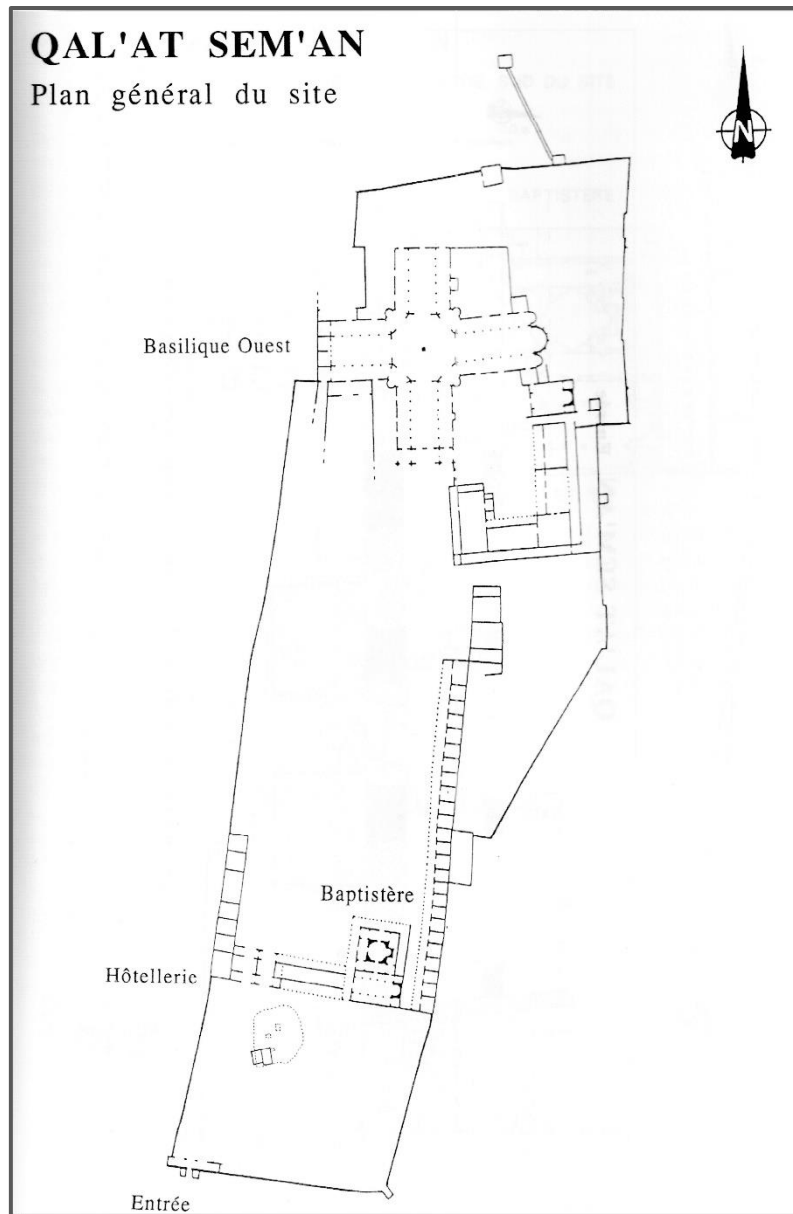 QAL'AT SEM'AN
Plan général du site
N
Basilique Ouest
Baptistère
Hôtellerie
Entrée